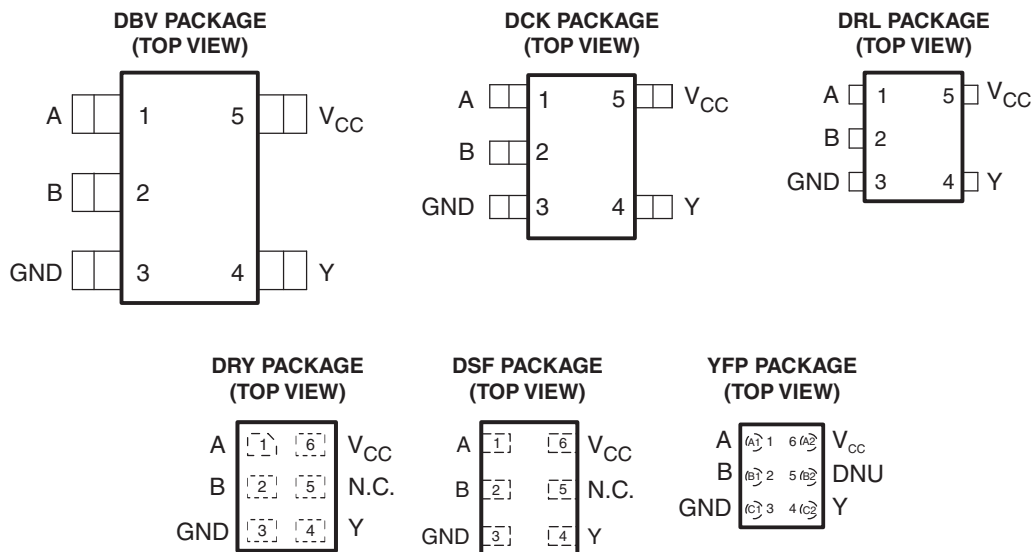 DBV PACKAGE
(TOP VIEW)
A 1 5 VCC
B 2
GND 3 4 Y
DCK PACKAGE
(TOP VIEW)
A 1 5 VCC
B 2
GND 3 4 Y
DRL PACKAGE
(TOP VIEW)
A 1 5 VCC
B 2
GND 3 4 Y
DRY PACKAGE
(TOP VIEW)
A 1 6 VCC
B 2 5 N.C.
GND 3 4 Y
DSF PACKAGE
(TOP VIEW)
A 1 6 VCC
B 2 5 N.C.
GND 3 4 Y
YFP PACKAGE
(TOP VIEW)
A A1 1 6 A2 VCC
B B1 2 5 B2 DNU
GND C1 3 4 C2 Y